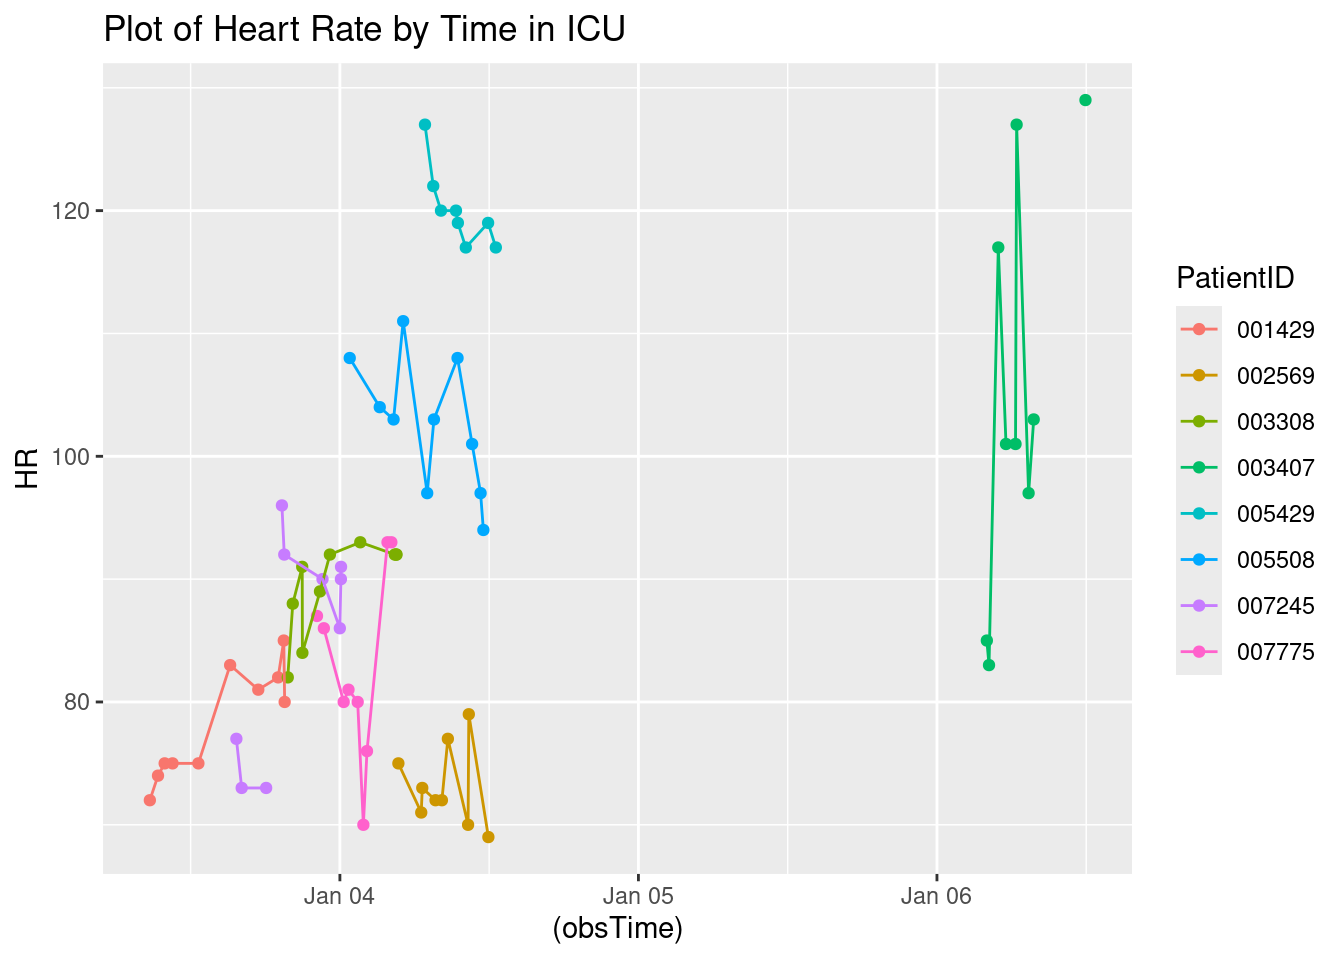 Plot of Heart Rate by Time in ICU
HR
120
100
80
Jan 04
Jan 05
Jan 06
(obsTime)
PatientID
001429
002569
003308
003407
005429
005508
007245
007775